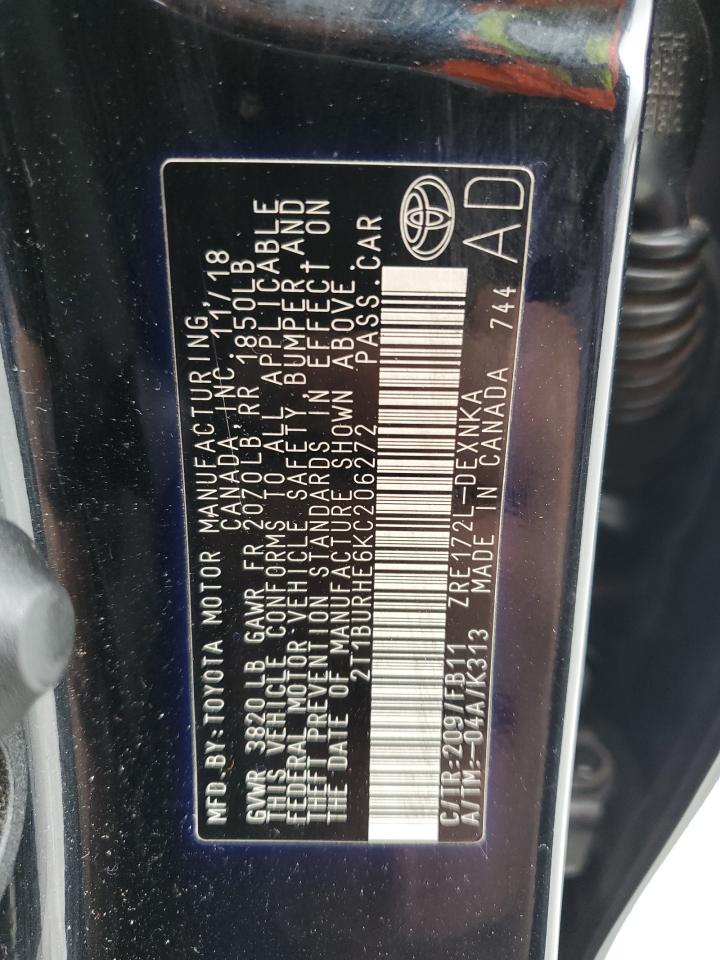 MFD.BY:TOYOTA MOTOR MANUFACTURING,
CANADA INC. 11/18
GVWR 3820LB GAWR FR 2070LB RR 1850LB
THIS VEHICLE CONFORMS TO ALL APPLICABLE
FEDERAL MOTOR VEHICLE SAFETY, BUMPER AND
THEFT PREVENTION STANDARDS IN EFFECT ON
THE DATE OF MANUFACTURE SHOWN ABOVE.
2T1BURHE6KC206272 PASS.CAR
C/TR:209/FB11 ZRE172L-DEXNKA
A/TM:-04A/K313 MADE IN CANADA 744
AD